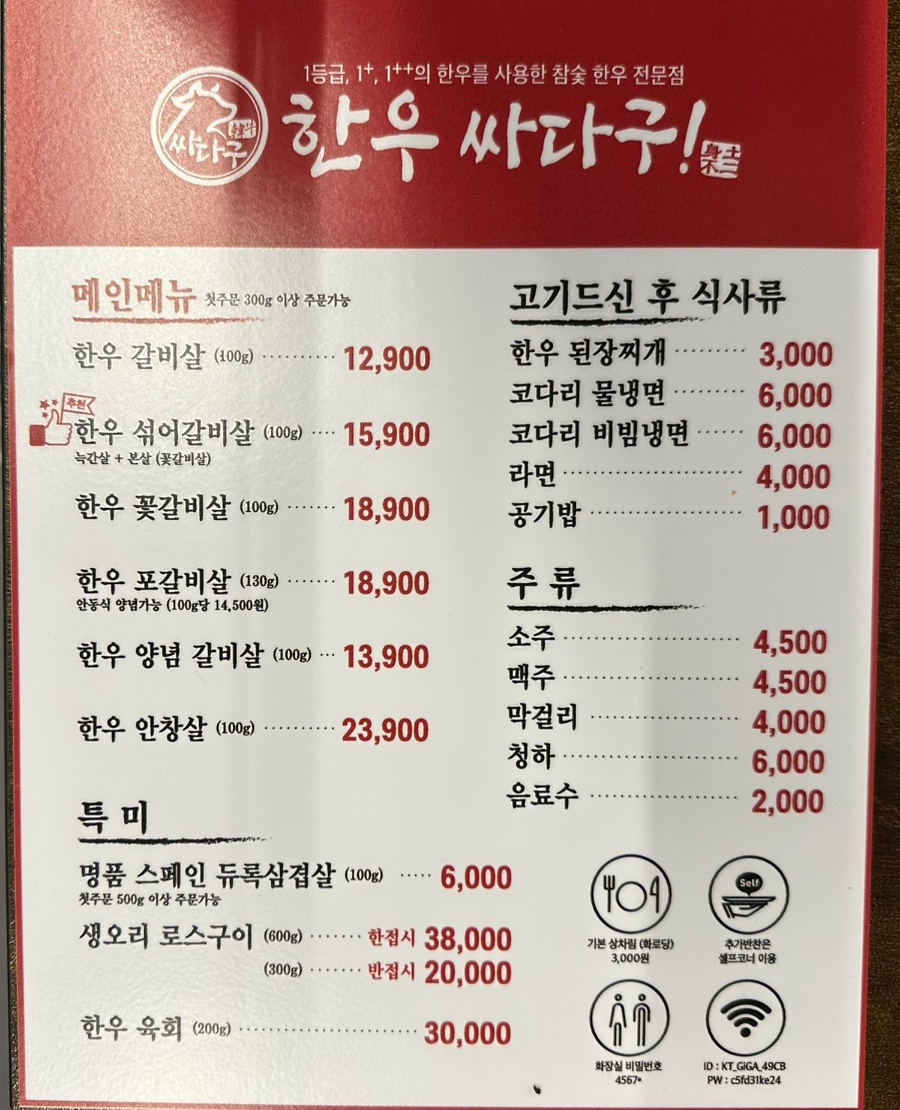 1등급, 1⁺, 1⁺⁺의 한우를 사용한 참숯 한우 전문점
한우 싸다구!
싸다구
메인메뉴 첫주문 300g 이상 주문가능
한우 갈비살 (100g) ·········· 12,900
추천
한우 섞어갈비살 (100g) ···· 15,900
늑간살 + 본살 (꽃갈비살)
한우 꽃갈비살 (100g) ······· 18,900
한우 포갈비살 (130g) ······· 18,900
안동식 양념가능 (100g당 14,500원)
한우 양념 갈비살 (100g) ··· 13,900
한우 안창살 (100g) ·········· 23,900
특 미
명품 스페인 듀록삼겹살 (100g) ····· 6,000
첫주문 500g 이상 주문가능
생오리 로스구이 (600g) ······· 한접시 38,000
(300g) ······· 반접시 20,000
한우 육회 (200g) ························ 30,000
고기드신 후 식사류
한우 된장찌개 ········· 3,000
코다리 물냉면 ········· 6,000
코다리 비빔냉면 ······ 6,000
라면 ······················· 4,000
공기밥 ···················· 1,000
주 류
소주 ······················· 4,500
맥주 ······················· 4,500
막걸리 ···················· 4,000
청하 ······················· 6,000
음료수 ···················· 2,000
기본 상차림 (화로당)
3,000원
Self
추가반찬은
셀프코너 이용
화장실 비밀번호
4567*
ID : KT_GiGA_49CB
PW : c5fd31ke24